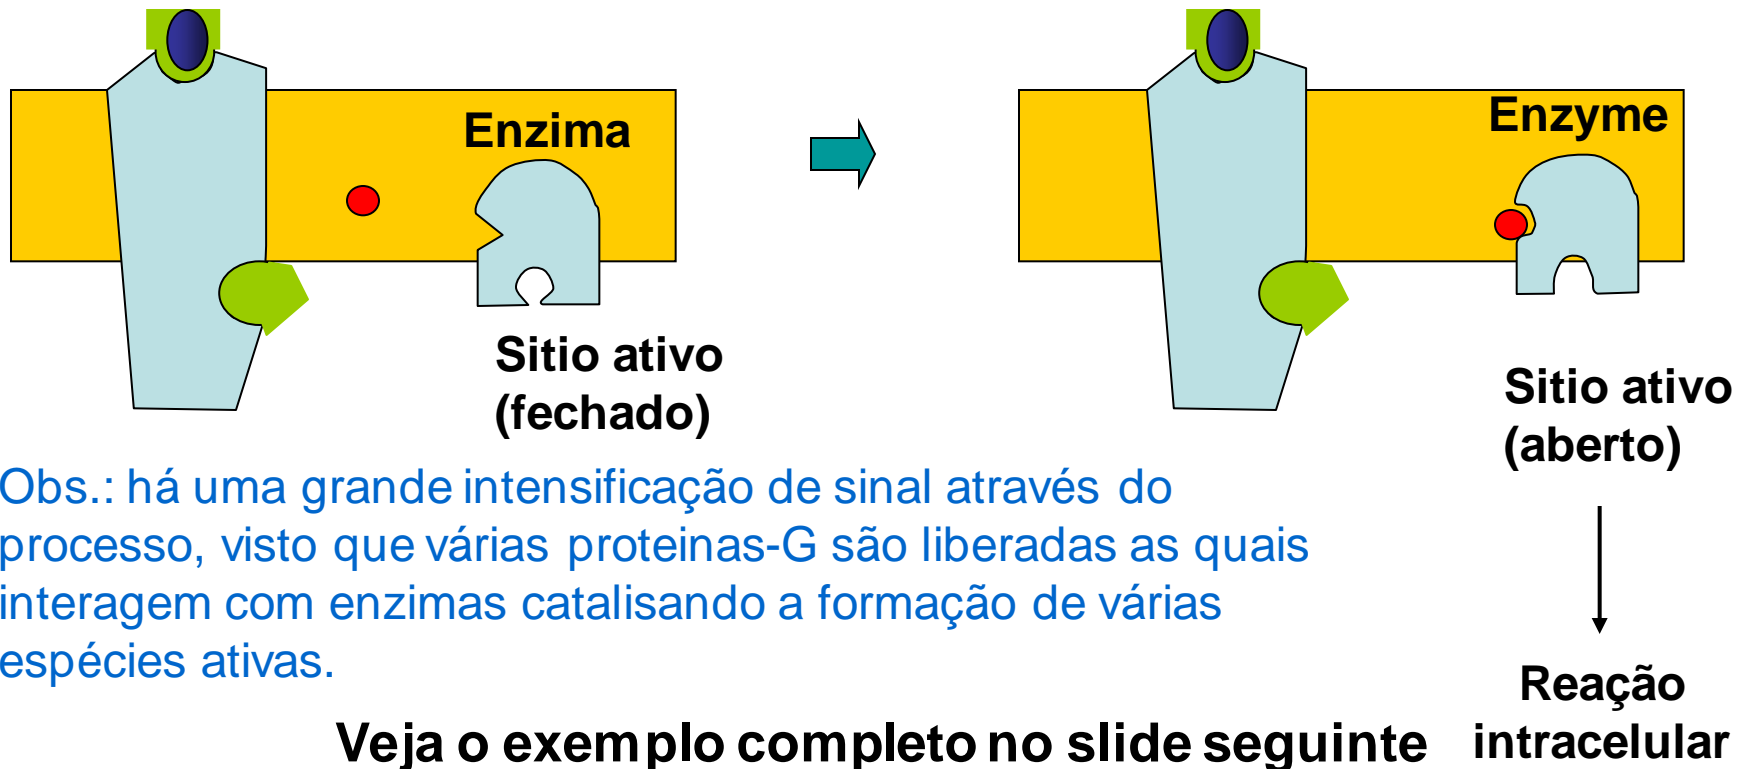 Enzima
Enzyme
Sitio ativo
(fechado)
Sitio ativo
(aberto)
Obs.: há uma grande intensificação de sinal através do
processo, visto que várias proteinas-G são liberadas as quais
interagem com enzimas catalisando a formação de várias
espécies ativas.
Reação
intracelular
Veja o exemplo completo no slide seguinte